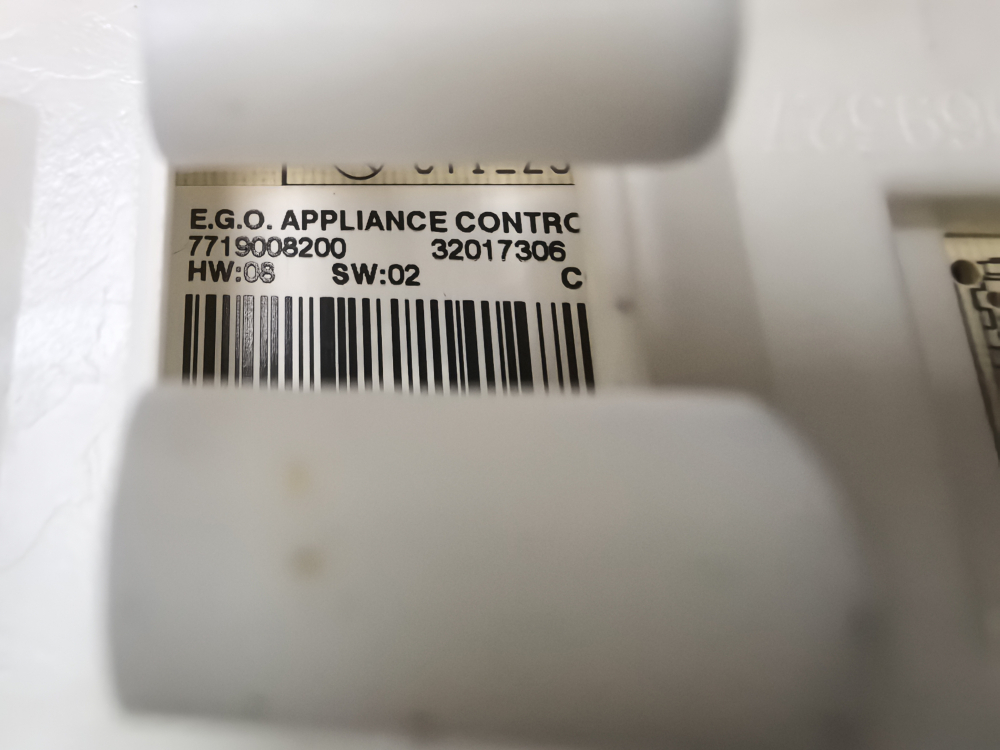 E.G.O. APPLIANCE CONTRO
7719008200 32017306
HW:08 SW:02 C